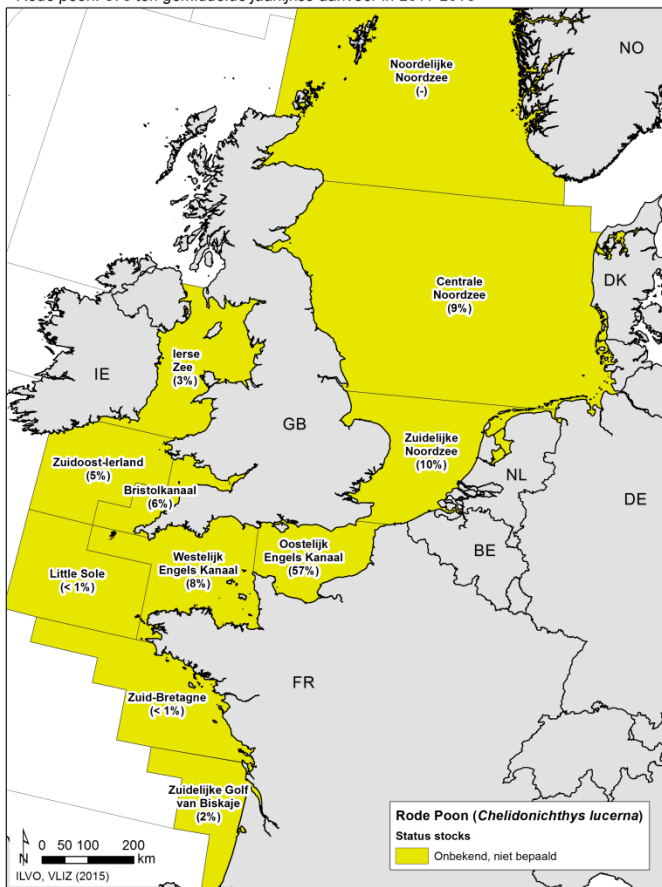 NO
Noordelijke
Noordzee
(-)
Centrale
Noordzee
(9%)
DK
Ierse
Zee
(3%)
IE
GB
Zuidelijke
Noordzee
(10%)
NL
Zuidoost-Ierland
(5%)
Bristolkanaal
(6%)
DE
BE
Oostelijk
Engels Kanaal
(57%)
Westelijk
Engels Kanaal
(8%)
Little Sole
(< 1%)
FR
Zuid-Bretagne
(< 1%)
Zuidelijke Golf
van Biskaje
(2%)
Rode Poon (Chelidonichthys lucerna)
Status stocks
Onbekend, niet bepaald
N
0 50 100 200
km
ILVO, VLIZ (2015)